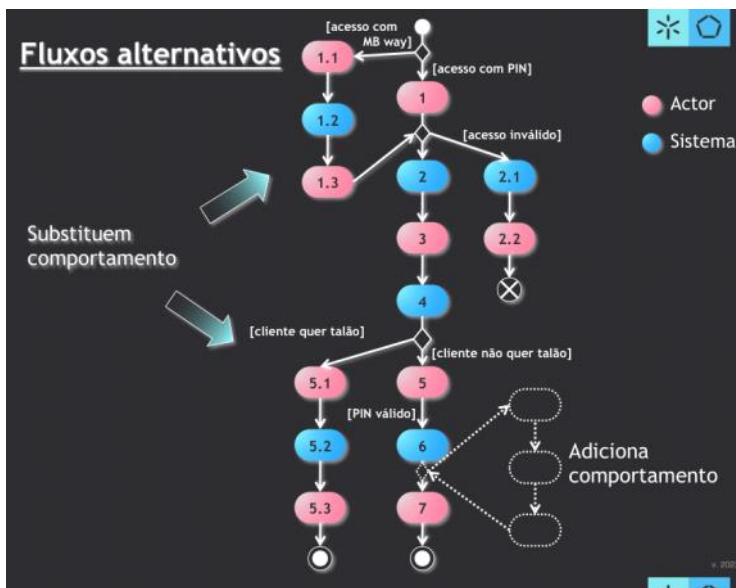 Fluxos alternativos
[acesso com
MB way]
1.1
[acesso com PIN]
1
Actor
1.2
[acesso inválido]
Sistema
1.3
2
2.1
Substituem
comportamento
3
2.2
4
[cliente quer talão]
[cliente não quer talão]
5.1
5
[PIN válido]
5.2
6
Adiciona
comportamento
5.3
7